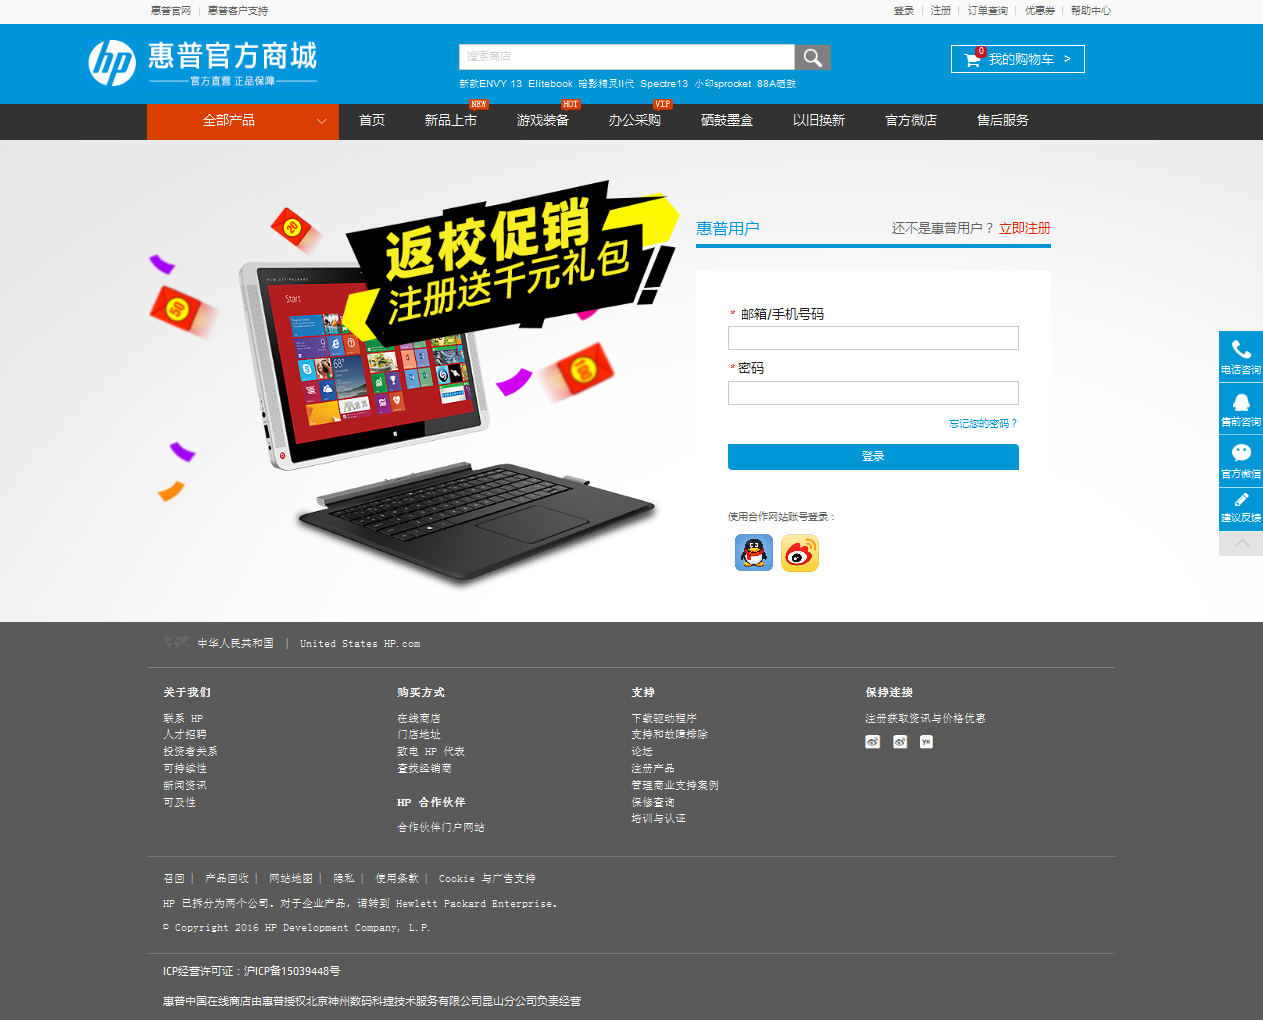 惠普官网 | 惠普客户支持
登录 | 注册 | 订单查询 | 优惠券 | 帮助中心
hp 惠普官方商城
官方直营 正品保障
搜索商店
0 我的购物车 >
新款ENVY 13 Elitebook 暗影精灵II代 Spectre13 小印sprocket 88A硒鼓
NEW HOT VIP
全部产品 首页 新品上市 游戏装备 办公采购 硒鼓墨盒 以旧换新 官方微店 售后服务
返校促销
注册送千元礼包
20
50
100
HEWLETT PACKARD
Start
惠普用户 还不是惠普用户？ 立即注册
* 邮箱/手机号码
* 密码
忘记您的密码？
登录
使用合作网站账号登录：
电话咨询
售前咨询
官方微信
建议反馈
中华人民共和国 | United States HP.com
关于我们
联系 HP
人才招聘
投资者关系
可持续性
新闻资讯
可及性
购买方式
在线商店
门店地址
致电 HP 代表
查找经销商
HP 合作伙伴
合作伙伴门户网站
支持
下载驱动程序
支持和故障排除
论坛
注册产品
管理商业支持案例
保修查询
培训与认证
保持连接
注册获取资讯与价格优惠
召回 | 产品回收 | 网站地图 | 隐私 | 使用条款 | Cookie 与广告支持
HP 已拆分为两个公司。对于企业产品，请转到 Hewlett Packard Enterprise。
© Copyright 2016 HP Development Company, L.P.
ICP经营许可证：沪ICP备15039448号
惠普中国在线商店由惠普授权北京神州数码科捷技术服务有限公司昆山分公司负责经营